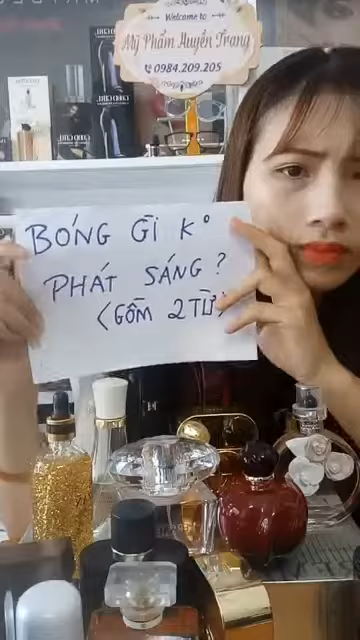 Welcome to
Mỹ Phẩm Huyền Trang
0984.209.205
BÓNG GÌ K°
PHÁT SÁNG ?
(GỒM 2 TỪ)